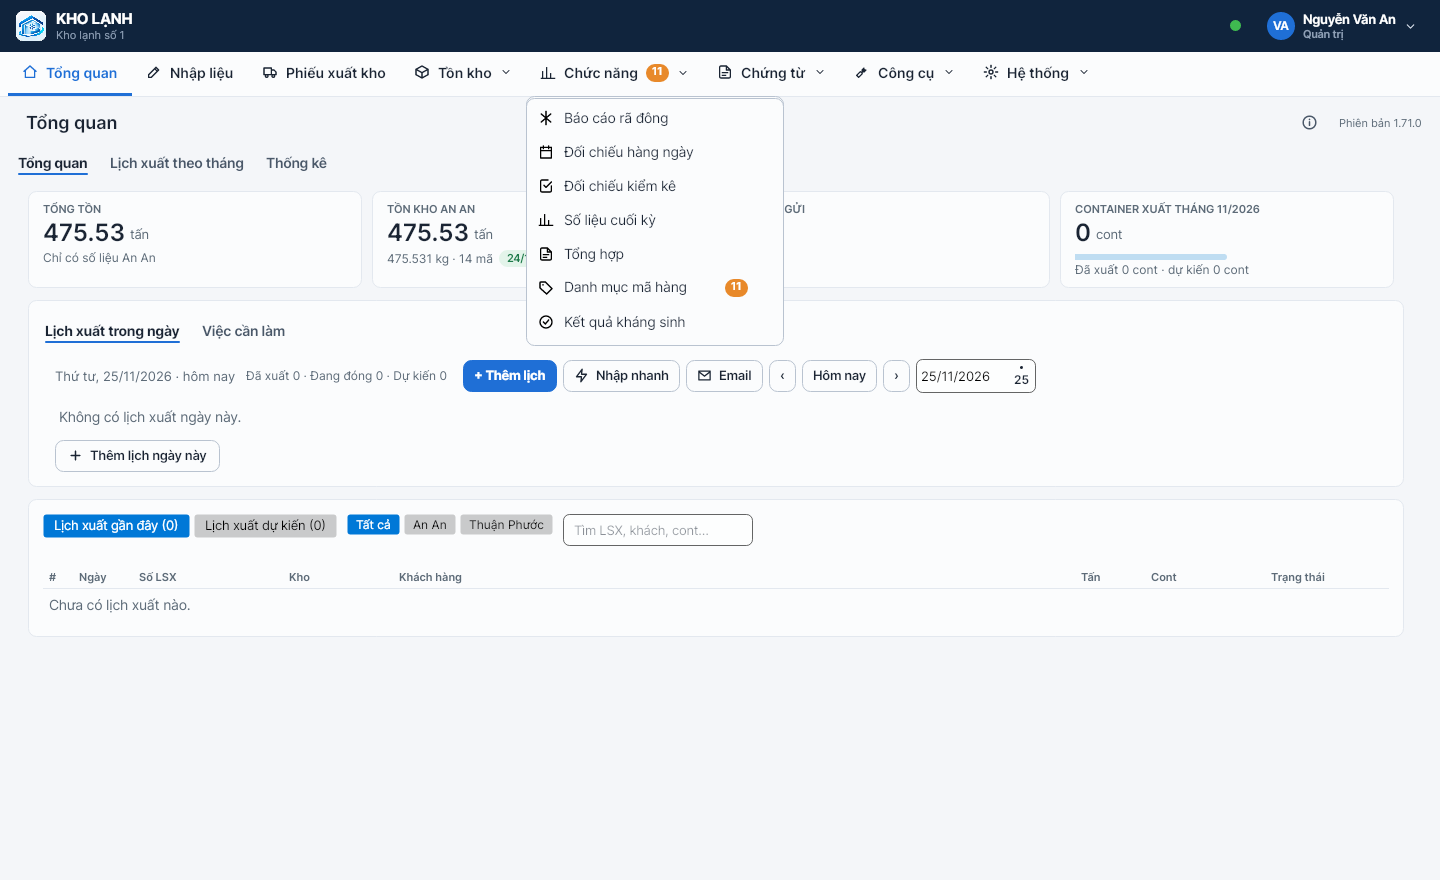 KHO LẠNH
Kho lạnh số 1
VA
Nguyễn Văn An
Quản trị
Tổng quan
Nhập liệu
Phiếu xuất kho
Tồn kho
Chức năng 11
Chứng từ
Công cụ
Hệ thống
Báo cáo rã đông
Đối chiếu hàng ngày
Đối chiếu kiểm kê
Số liệu cuối kỳ
Tổng hợp
Danh mục mã hàng 11
Kết quả kháng sinh
Tổng quan
Phiên bản 1.71.0
Tổng quan
Lịch xuất theo tháng
Thống kê
TỔNG TỒN
475.53 tấn
Chỉ có số liệu An An
TỒN KHO AN AN
475.53 tấn
475.531 kg · 14 mã 24/
GỬI
CONTAINER XUẤT THÁNG 11/2026
0 cont
Đã xuất 0 cont · dự kiến 0 cont
Lịch xuất trong ngày
Việc cần làm
Thứ tư, 25/11/2026 · hôm nay
Đã xuất 0 · Đang đóng 0 · Dự kiến 0
+ Thêm lịch
Nhập nhanh
Email
‹
Hôm nay
›
25/11/2026
25
Không có lịch xuất ngày này.
+ Thêm lịch ngày này
Lịch xuất gần đây (0)
Lịch xuất dự kiến (0)
Tất cả
An An
Thuận Phước
Tìm LSX, khách, cont...
# Ngày Số LSX Kho Khách hàng Tấn Cont Trạng thái
Chưa có lịch xuất nào.